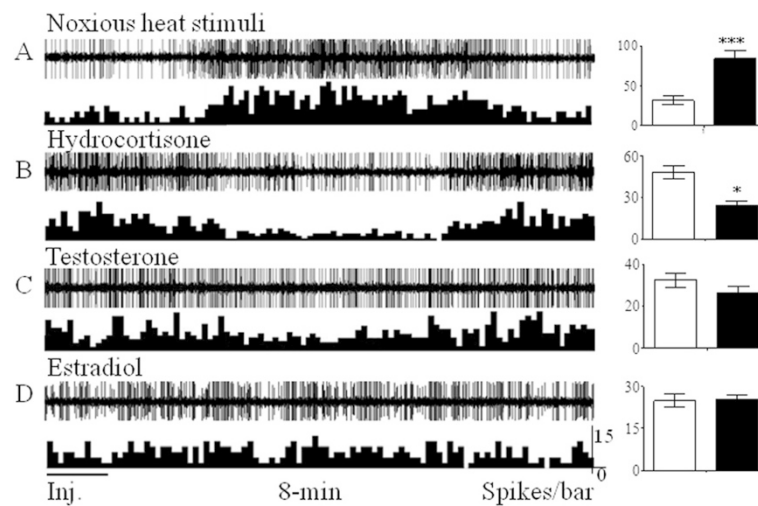 Noxious heat stimuli
A
100
50
0
***
Hydrocortisone
B
60
30
0
*
Testosterone
C
40
20
0
Estradiol
D
15
0
30
15
0
Inj. 8-min Spikes/bar